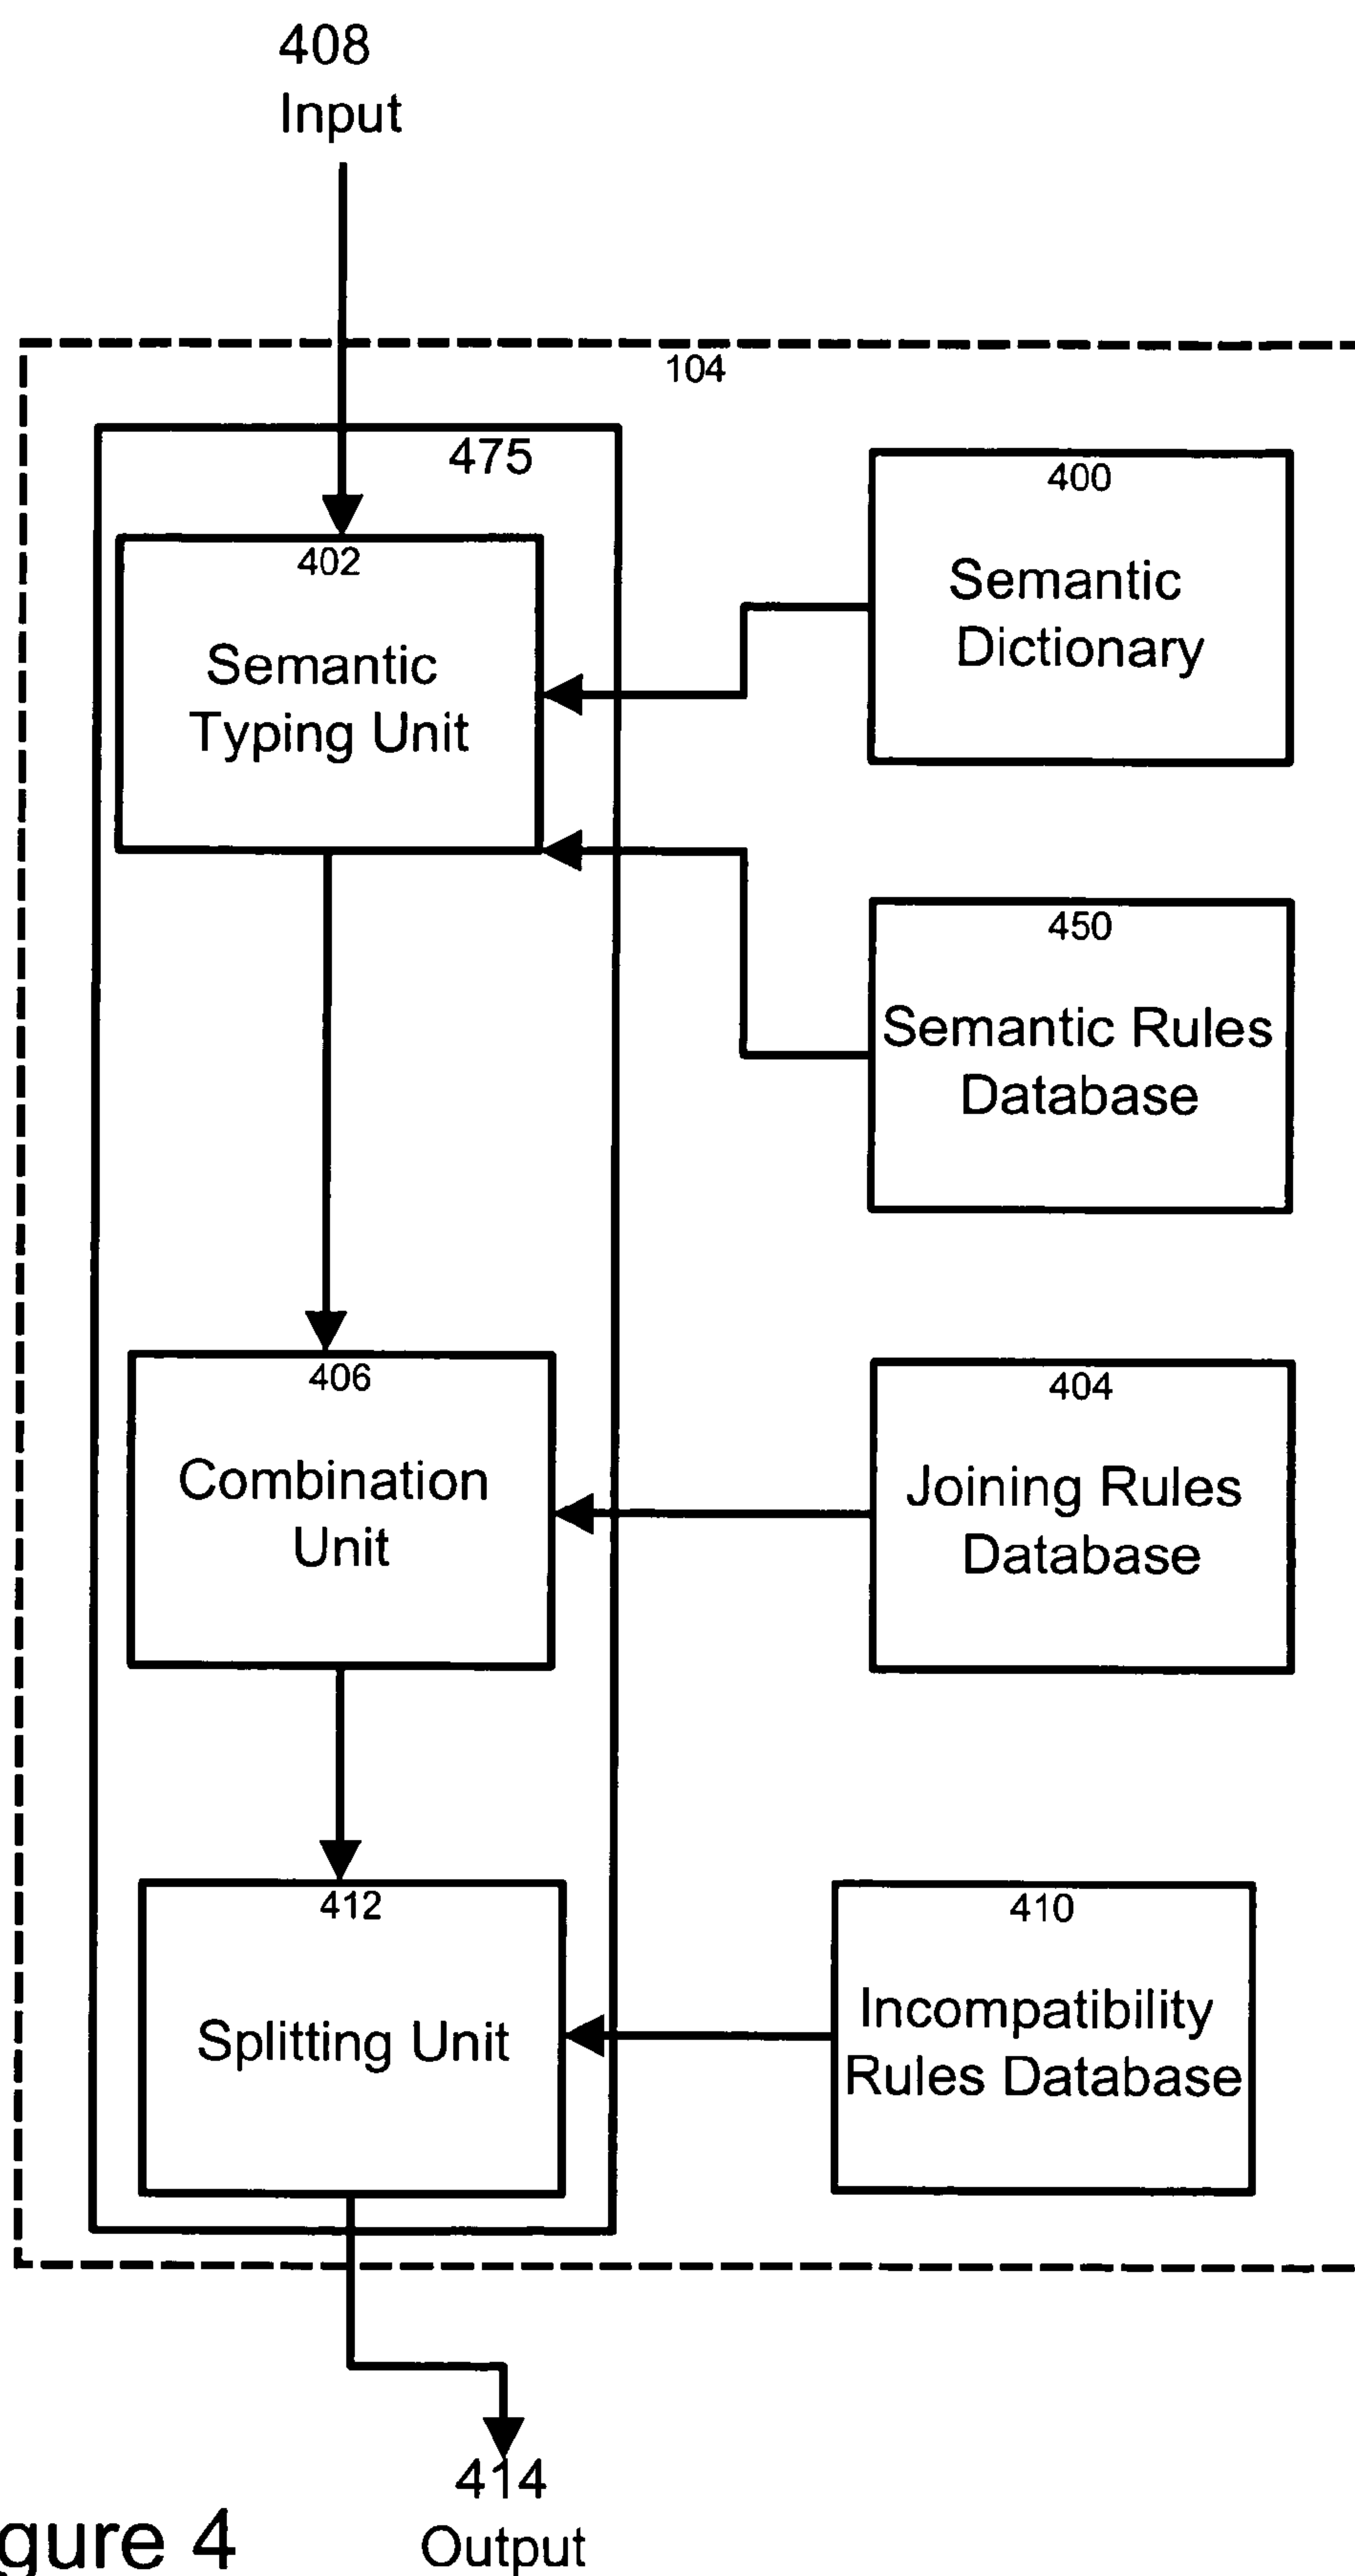 408
Input
104
475
400
Semantic
Dictionary
402
Semantic
Typing Unit
450
Semantic Rules
Database
406
Combination
Unit
404
Joining Rules
Database
412
Splitting Unit
410
Incompatibility
Rules Database
414
Output
gure 4